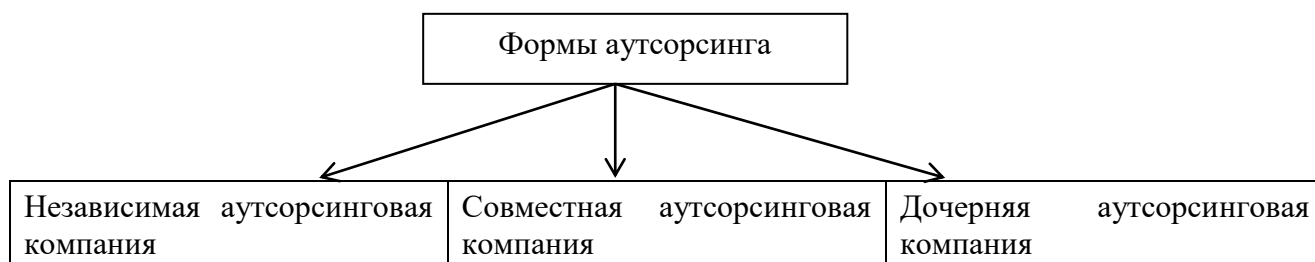 Формы аутсорсинга
Независимая аутсорсинговая
компания
Совместная аутсорсинговая
компания
Дочерняя аутсорсинговая
компания